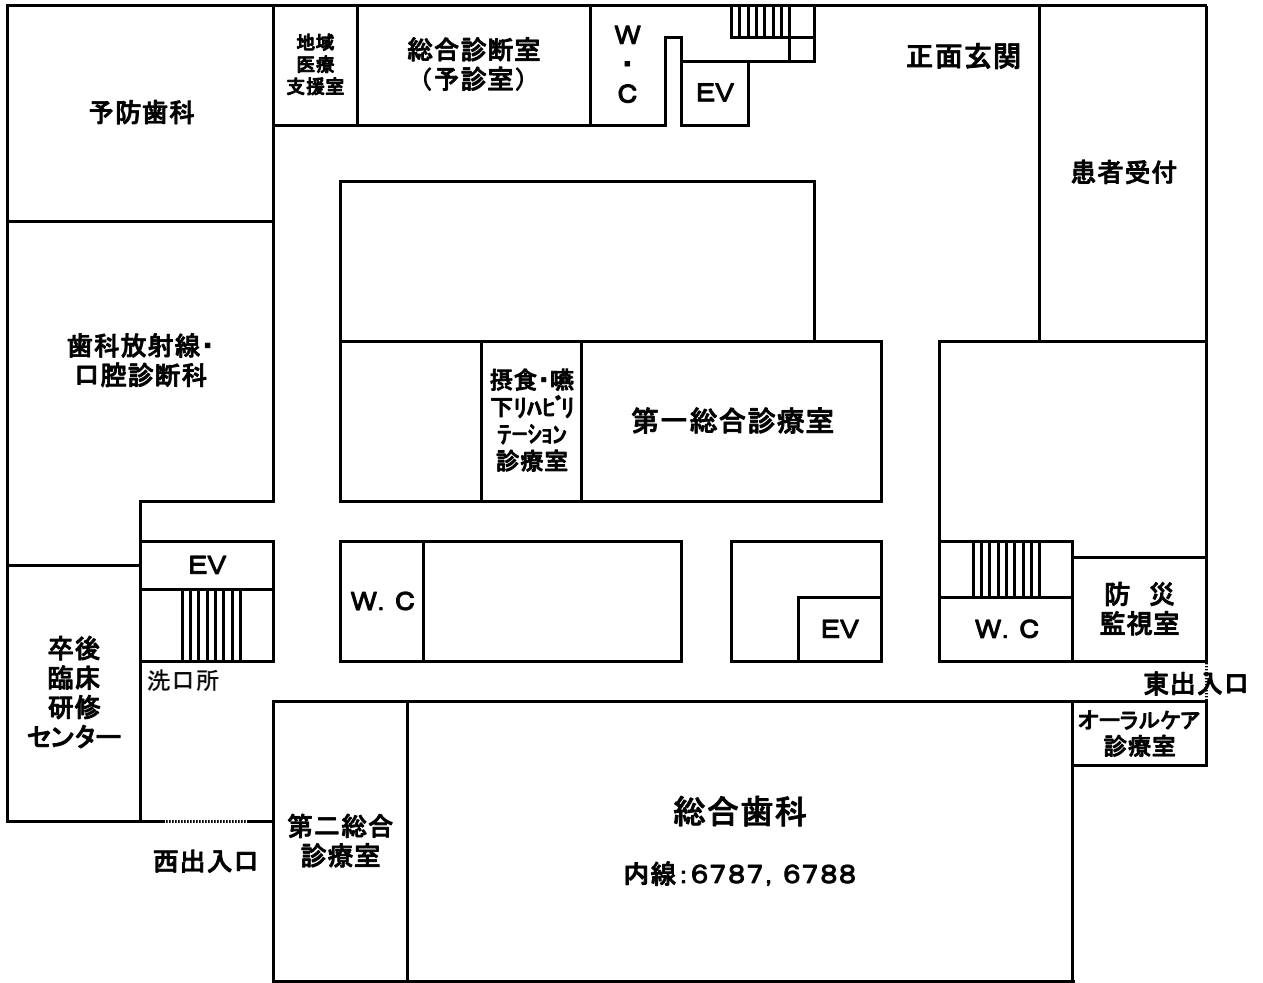 地域
医療
支援室
総合診断室
（予診室）
W
・
C
EV
正面玄関
予防歯科
患者受付
歯科放射線・
口腔診断科
摂食・嚥
下ﾘﾊﾋﾞﾘ
ﾃｰｼｮﾝ
診療室
第一総合診療室
EV
W. C
EV
W. C
防　災
監視室
卒後
臨床
研修
センター
洗口所
東出入口
オーラルケア
診療室
第二総合
診療室
総合歯科
内線：6787, 6788
西出入口